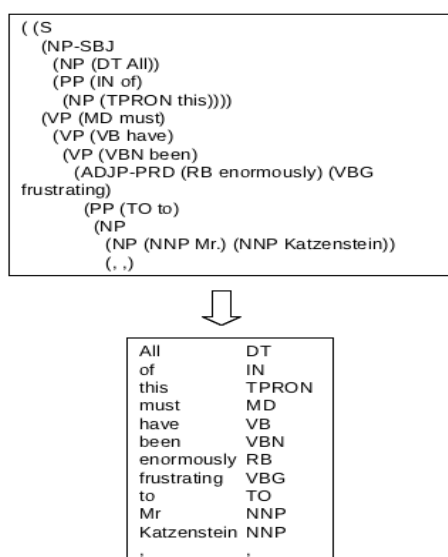 ( (S
(NP-SBJ
(NP (DT All))
(PP (IN of)
(NP (TPRON this))))
(VP (MD must)
(VP (VB have)
(VP (VBN been)
(ADJP-PRD (RB enormously) (VBG
frustrating)
(PP (TO to)
(NP
(NP (NNP Mr.) (NNP Katzenstein))
(, ,)
All DT
of IN
this TPRON
must MD
have VB
been VBN
enormously RB
frustrating VBG
to TO
Mr NNP
Katzenstein NNP
, ,